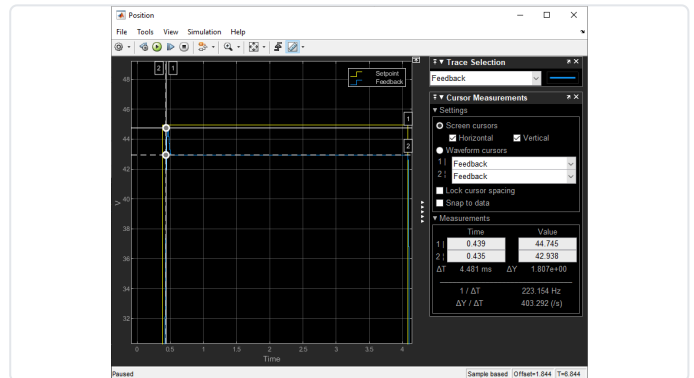 Position
File Tools View Simulation Help
2 1
Setpoint
Feedback
48
46
44
42
40
38
36
34
32
V
1
2
0 0.5 1 1.5 2 2.5 3 3.5 4
Time
Trace Selection
Feedback
Cursor Measurements
Settings
Screen cursors
Horizontal Vertical
Waveform cursors
1 Feedback
2 Feedback
Lock cursor spacing
Snap to data
Measurements
Time Value
1 0.439 44.745
2 0.435 42.938
ΔT 4.481 ms ΔY 1.807e+00
1 / ΔT 223.154 Hz
ΔY / ΔT 403.292 (/s)
Paused Sample based Offset=1.844 T=6.844